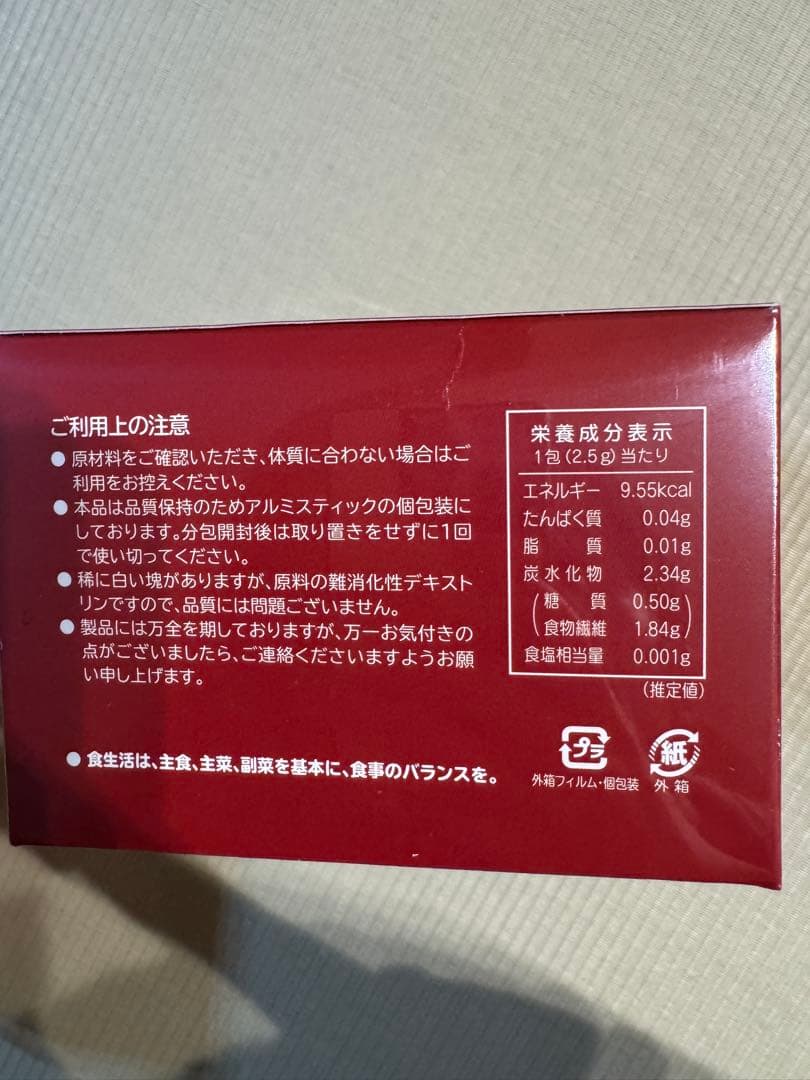 ご利用上の注意
● 原材料をご確認いただき、体質に合わない場合はご
利用をお控えください。
● 本品は品質保持のためアルミスティックの個包装に
しております。分包開封後は取り置きをせずに1回
で使い切ってください。
● 稀に白い塊がありますが、原料の難消化性デキスト
リンですので、品質には問題ございません。
● 製品には万全を期しておりますが、万一お気付きの
点がございましたら、ご連絡くださいますようお願
い申し上げます。
● 食生活は、主食、主菜、副菜を基本に、食事のバランスを。
栄養成分表示
1包(2.5g)当たり
エネルギー 9.55kcal
たんぱく質 0.04g
脂質 0.01g
炭水化物 2.34g
(糖質 0.50g)
(食物繊維 1.84g)
食塩相当量 0.001g
(推定値)
プラ
外箱フィルム・個包装
紙
外箱